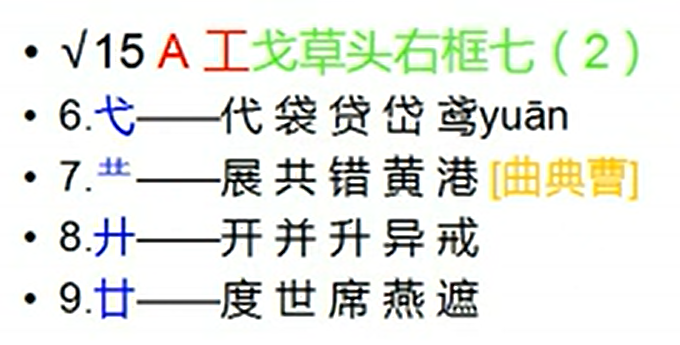 • √15 A 工戈草头右框七（2）
• 6.弋——代 袋 贷 岱 鸢yuān
• 7.龷——展 共 错 黄 港 [曲典曹]
• 8.廾——开 并 升 异 戒
• 9.廿——度 世 席 燕 遮